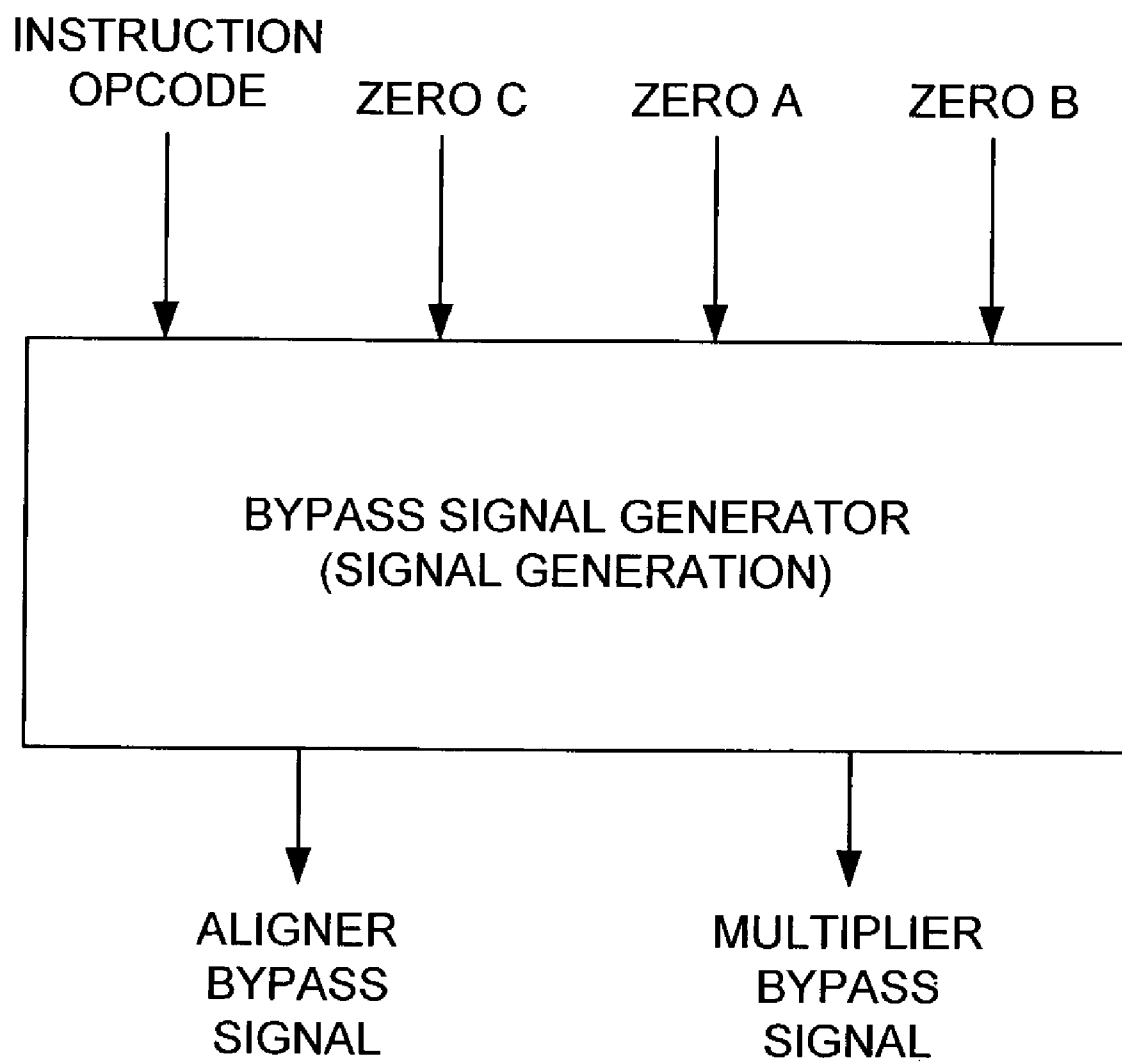 INSTRUCTION
OPCODE
ZERO C
ZERO A
ZERO B
BYPASS SIGNAL GENERATOR
(SIGNAL GENERATION)
ALIGNER
BYPASS
SIGNAL
MULTIPLIER
BYPASS
SIGNAL